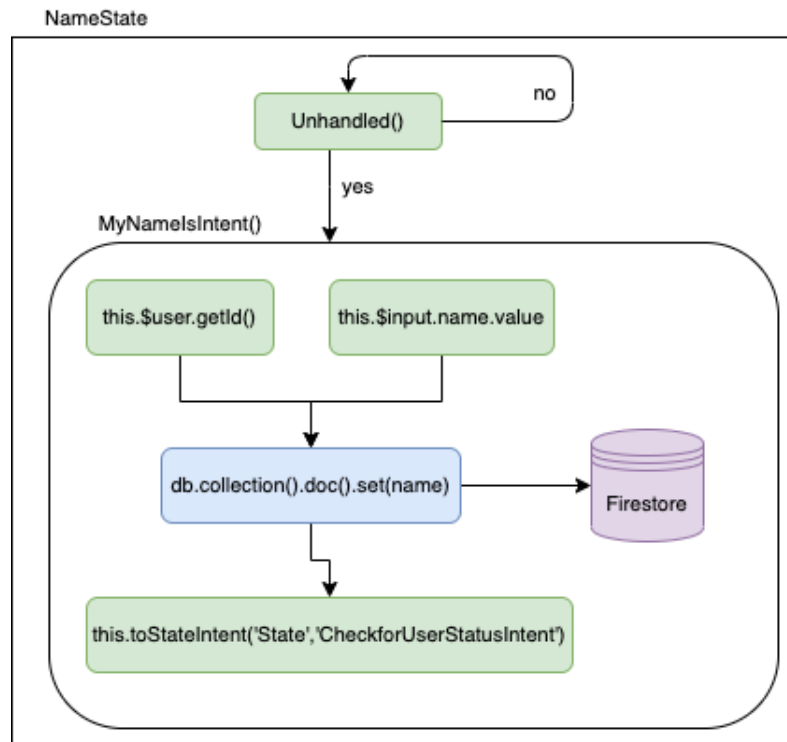 NameState
no
Unhandled()
yes
MyNameIsIntent()
this.$user.getId()
this.$input.name.value
db.collection().doc().set(name)
Firestore
this.toStateIntent('State','CheckforUserStatusIntent')